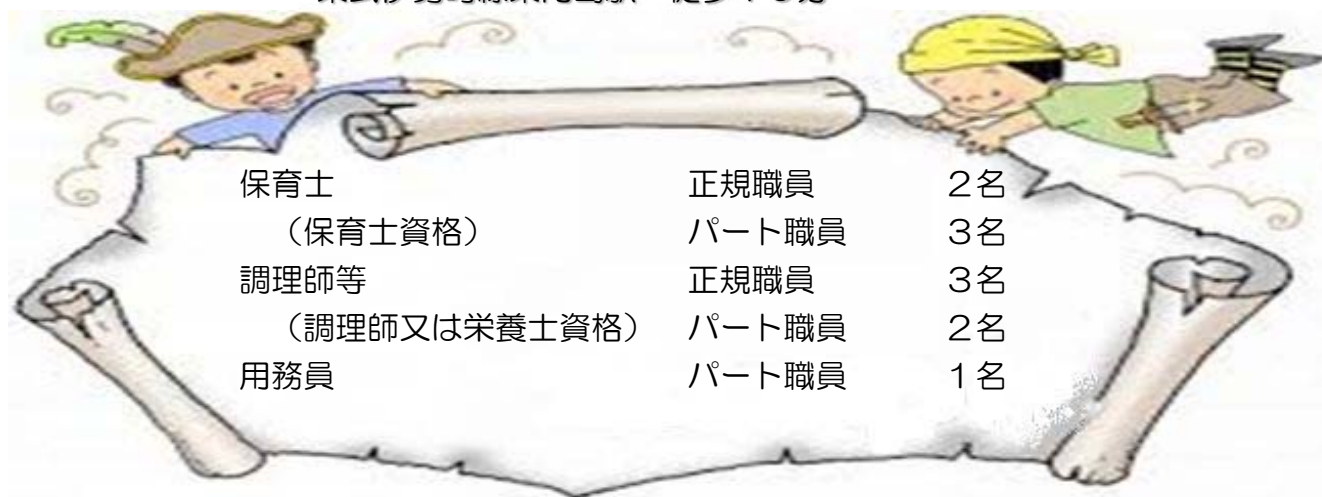 保育士 正規職員 ２名
（保育士資格） パート職員 ３名
調理師等 正規職員 ３名
（調理師又は栄養士資格） パート職員 ２名
用務員 パート職員 １名